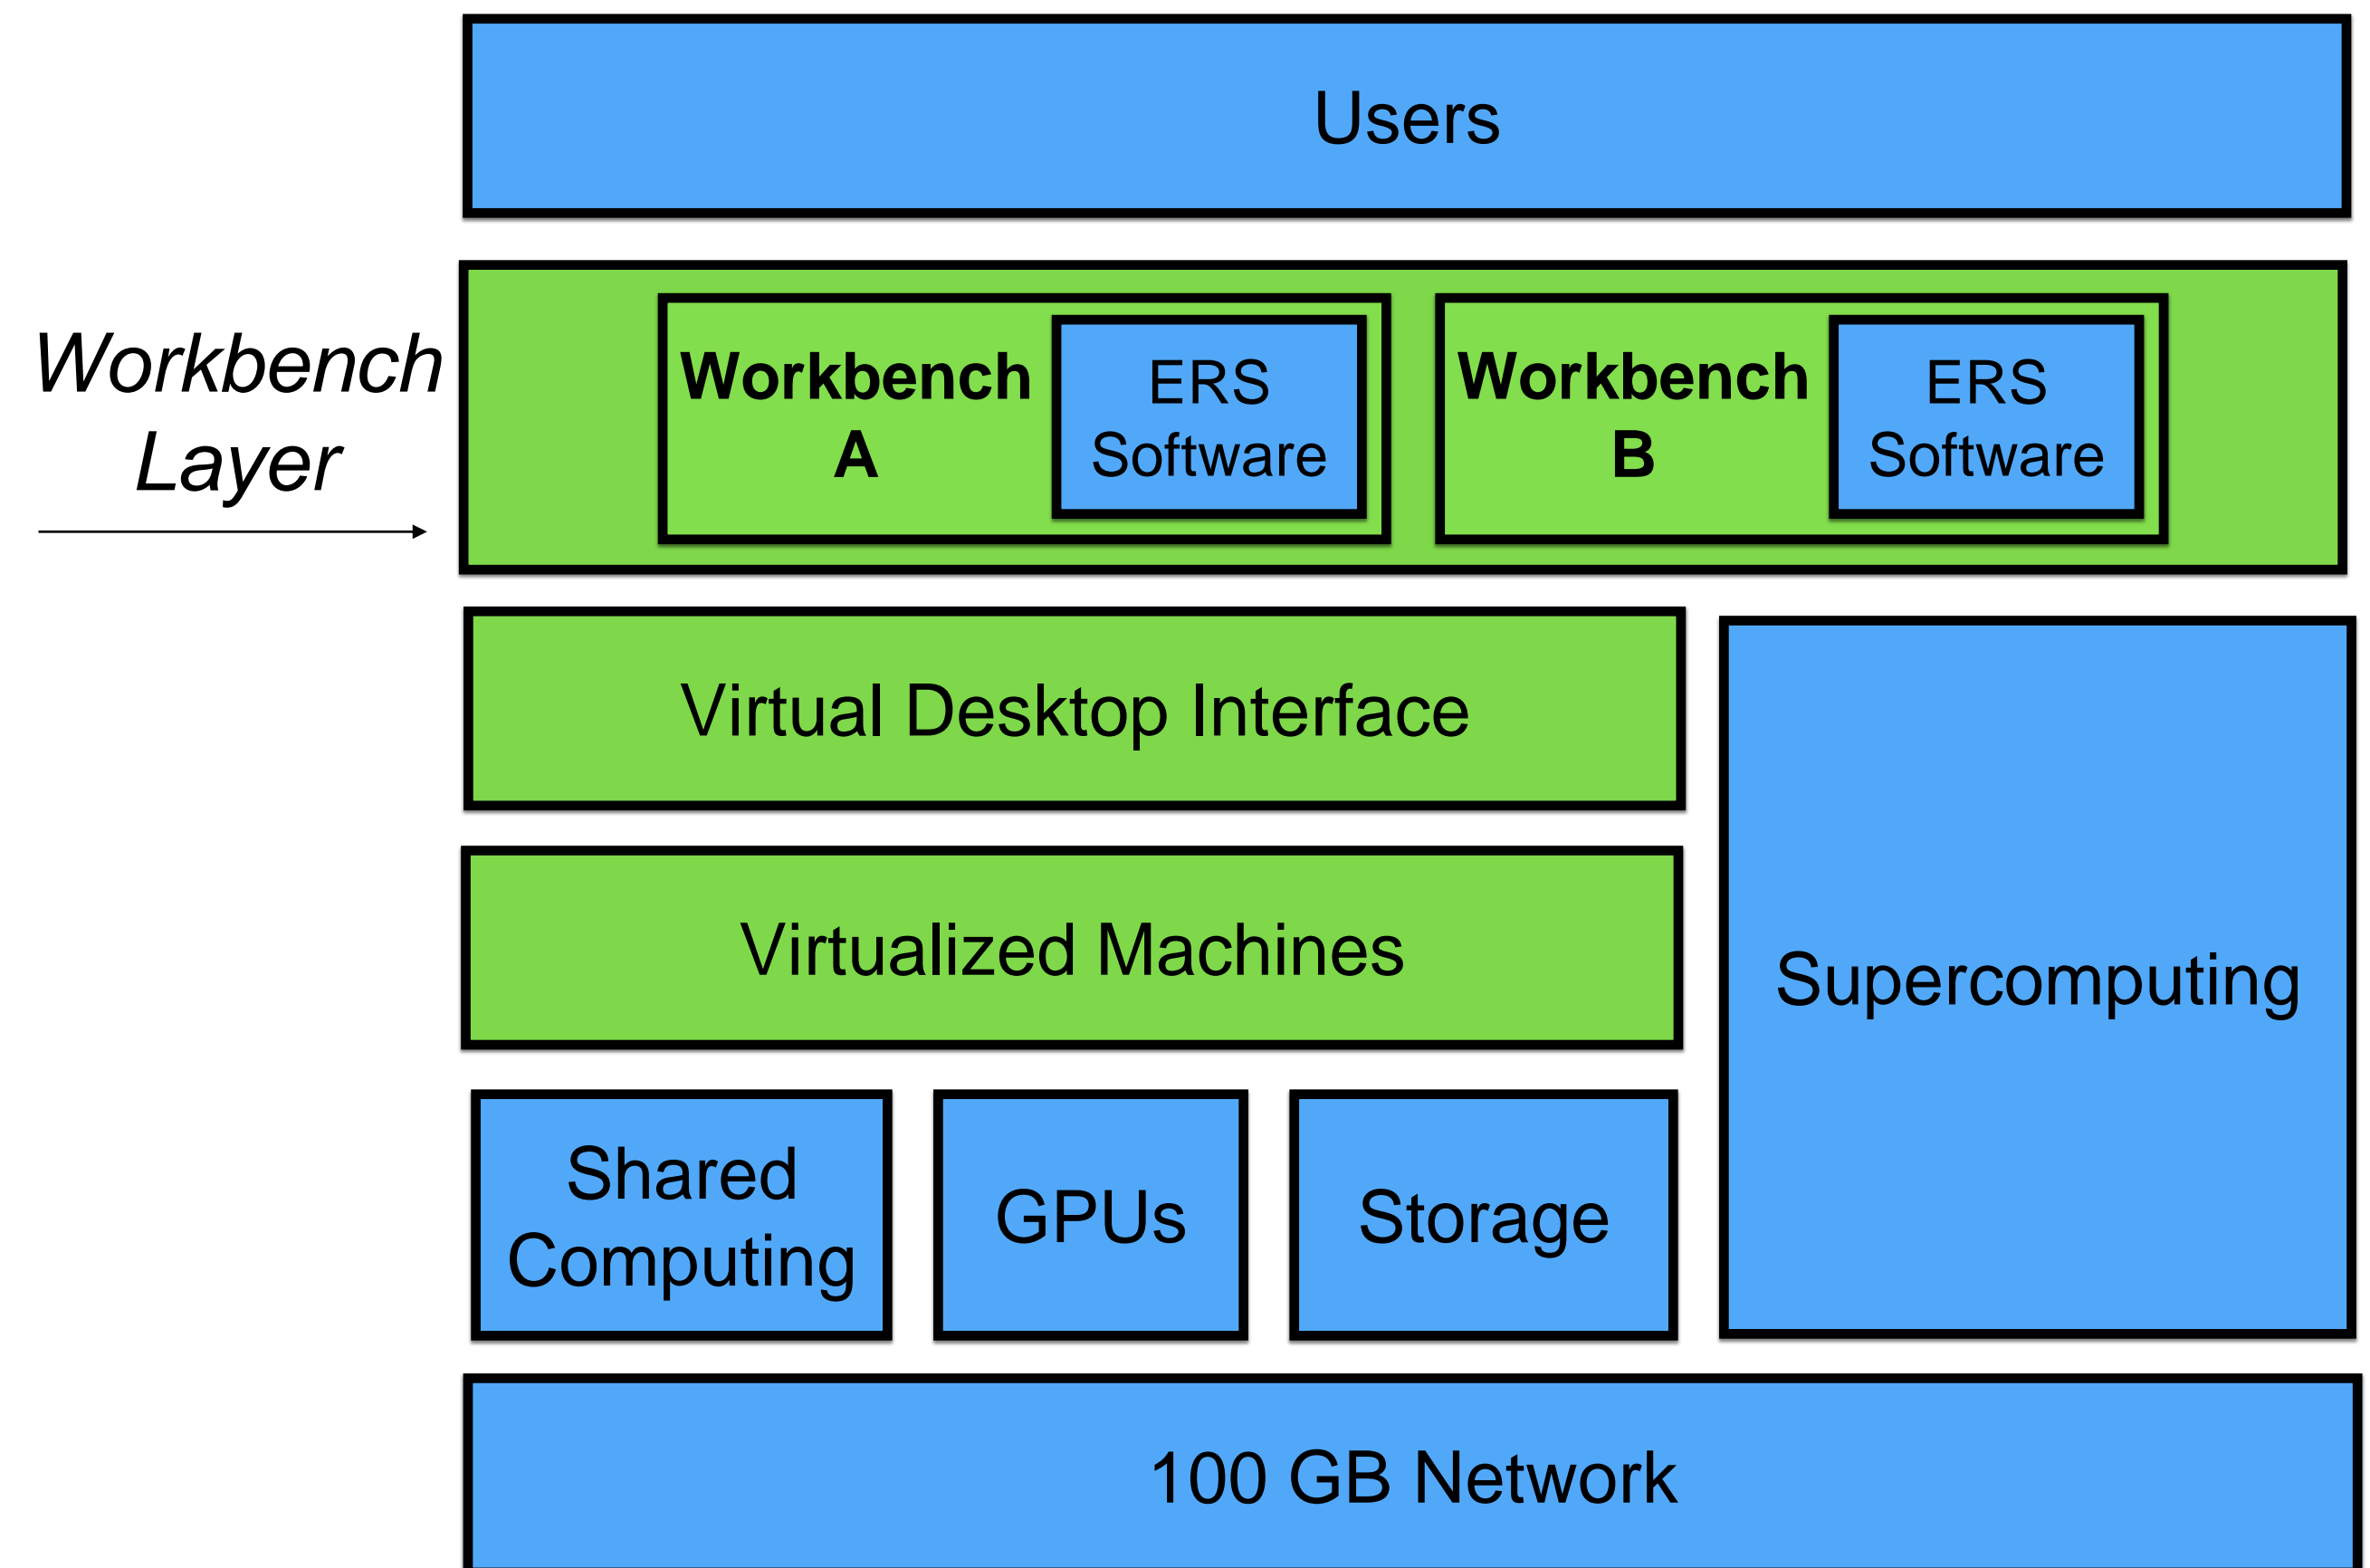 Users
Workbench
Layer
Workbench
A
ERS
Software
Workbench
B
ERS
Software
Virtual Desktop Interface
Virtualized Machines
Supercomputing
Shared
Computing
GPUs
Storage
100 GB Network